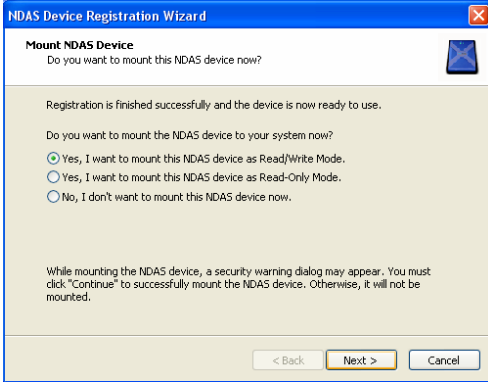 NDAS Device Registration Wizard
Mount NDAS Device
Do you want to mount this NDAS device now?
Registration is finished successfully and the device is now ready to use.
Do you want to mount the NDAS device to your system now?
Yes, I want to mount this NDAS device as Read/Write Mode.
Yes, I want to mount this NDAS device as Read-Only Mode.
No, I don't want to mount this NDAS device now.
While mounting the NDAS device, a security warning dialog may appear. You must
click "Continue" to successfully mount the NDAS device. Otherwise, it will not be
mounted.
< Back Next > Cancel